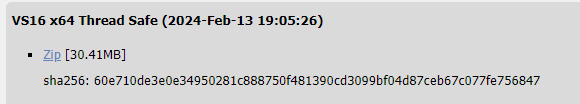 VS16 x64 Thread Safe (2024-Feb-13 19:05:26)
Zip [30.41MB]
sha256: 60e710de3e0e34950281c888750f481390cd3099bf04d87ceb67c077fe756847